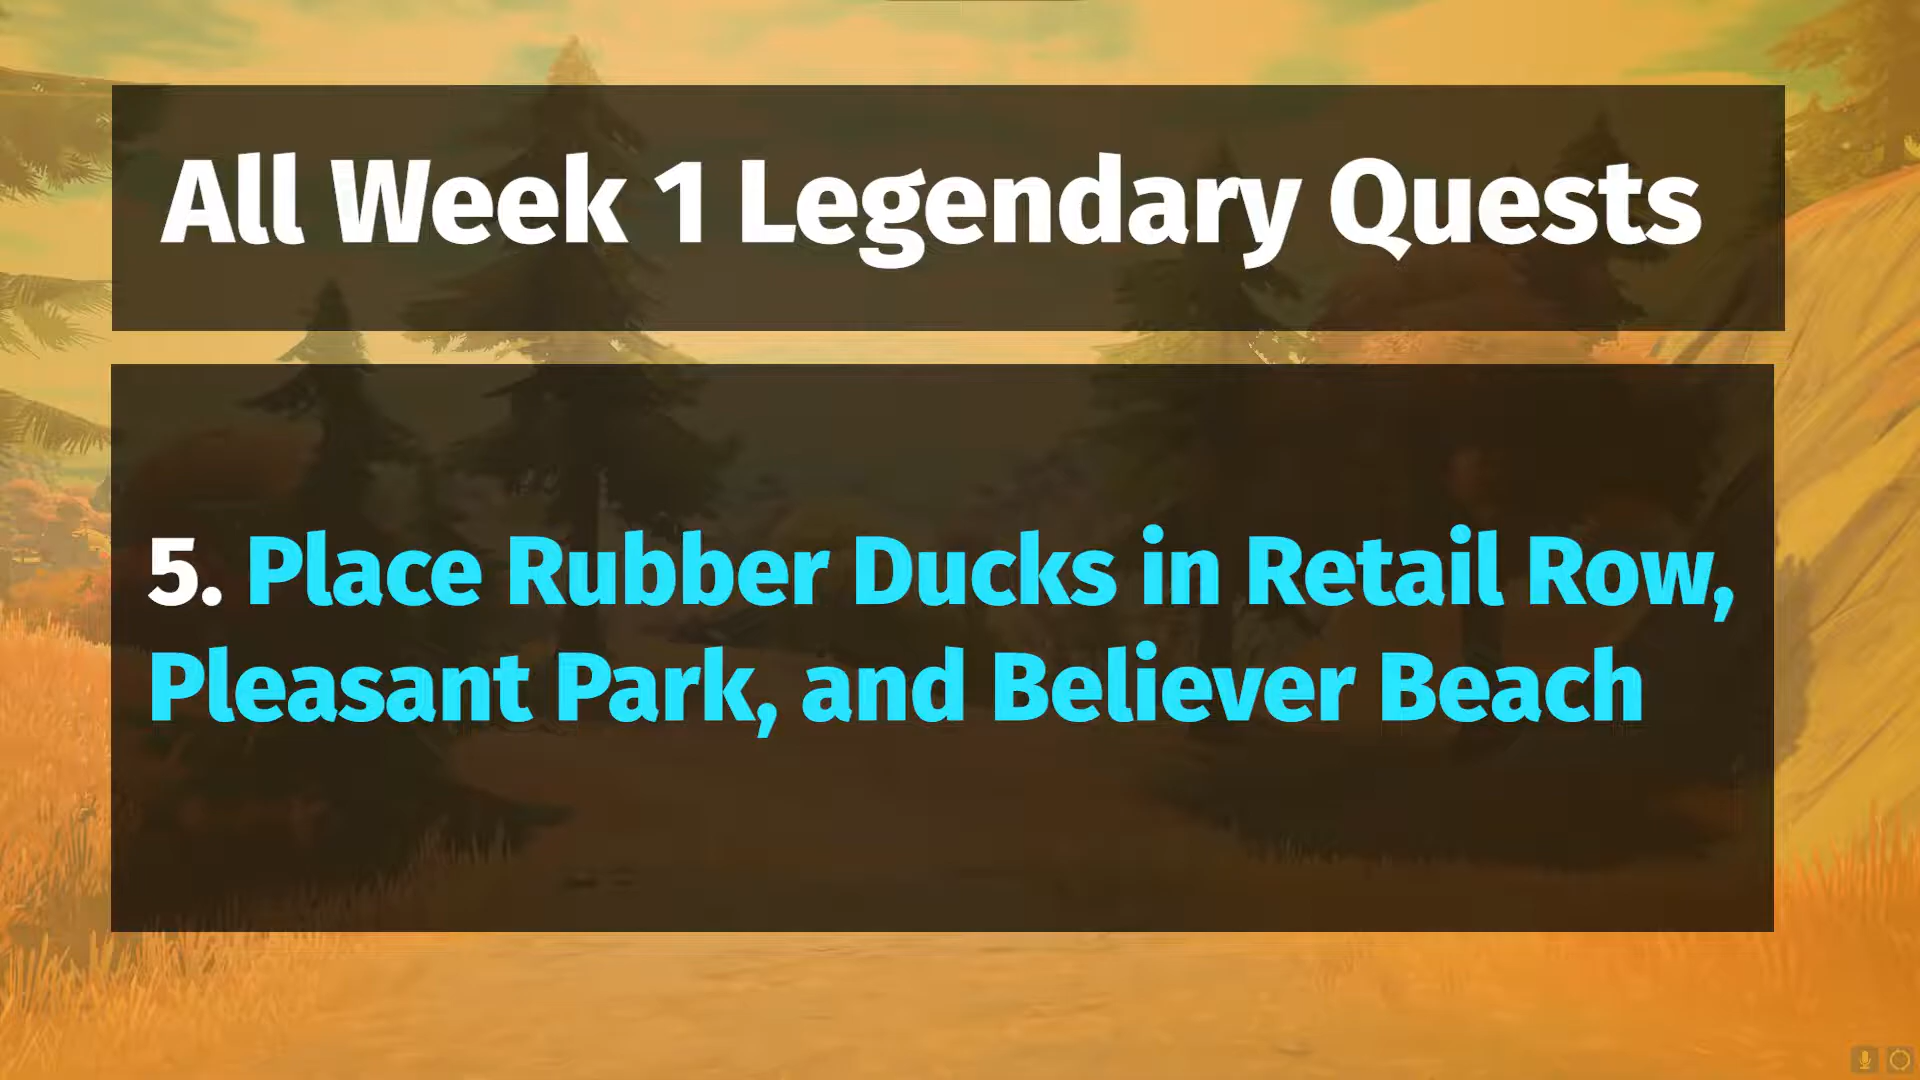 All Week 1 Legendary Quests
5. Place Rubber Ducks in Retail Row,
Pleasant Park, and Believer Beach